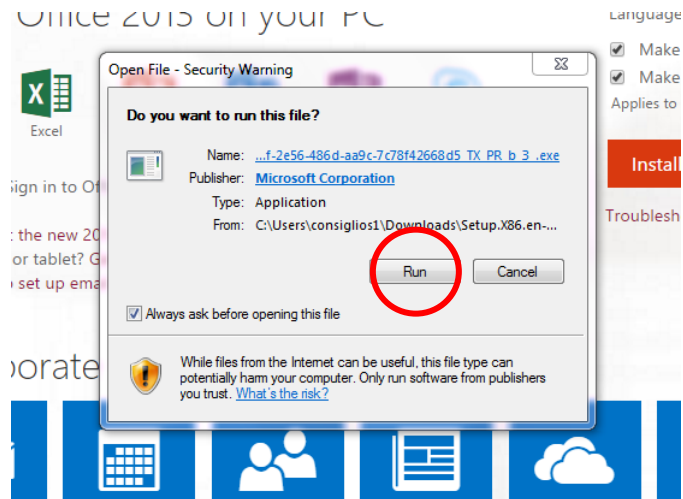 Office 2013 on your PC
Language
Make
Make
Applies to
Excel
Install
Troublesh
Sign in to Of
t the new 20
or tablet? G
set up ema
porate
Open File - Security Warning
Do you want to run this file?
Name: ...f-2e56-486d-aa9c-7c78f42668d5_TX_PR_b_3_.exe
Publisher: Microsoft Corporation
Type: Application
From: C:\Users\consiglios1\Downloads\Setup.X86.en-...
Run Cancel
Always ask before opening this file
While files from the Internet can be useful, this file type can
potentially harm your computer. Only run software from publishers
you trust. What's the risk?